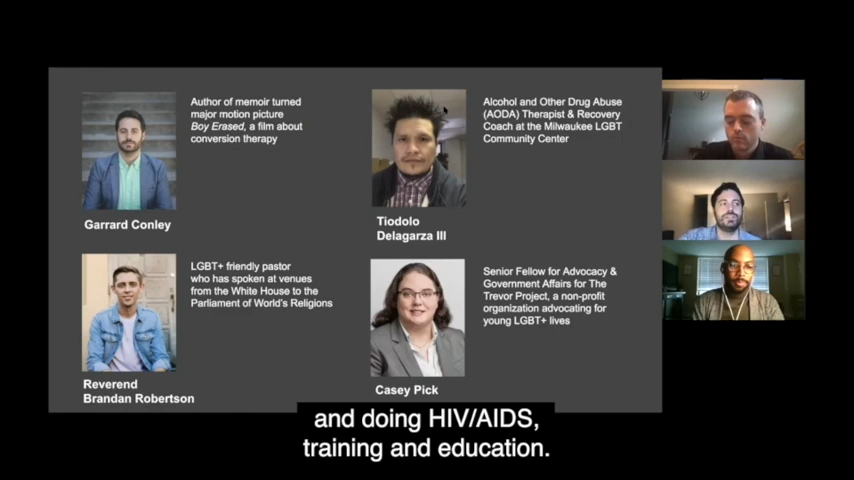 Author of memoir turned
major motion picture
Boy Erased, a film about
conversion therapy
Garrard Conley
Alcohol and Other Drug Abuse
(AODA) Therapist & Recovery
Coach at the Milwaukee LGBT
Community Center
Tiodolo
Delagarza III
LGBT+ friendly pastor
who has spoken at venues
from the White House to the
Parliament of World's Religions
Reverend
Brandan Robertson
Senior Fellow for Advocacy &
Government Affairs for The
Trevor Project, a non-profit
organization advocating for
young LGBT+ lives
Casey Pick
and doing HIV/AIDS,
training and education.